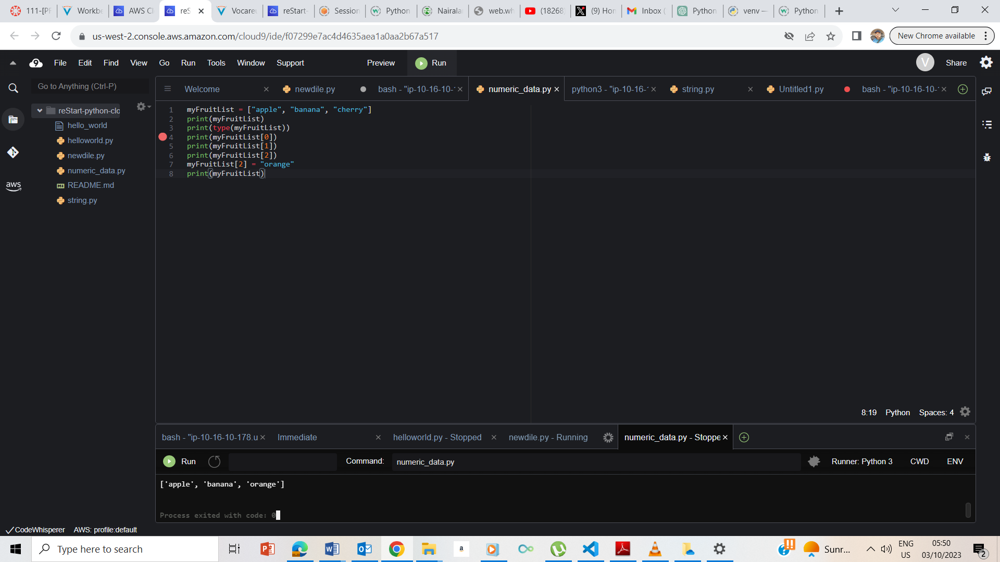 111-[PF
Workbe
AWS Cl
reS
Vocareu
reStart-
Session
Python
Nairala
web.wh
(18268)
(9) Hon
Inbox (
Python
venv —
Python
us-west-2.console.aws.amazon.com/cloud9/ide/f07299e7ac4d4635aea1a0aa2b67a517
New Chrome available
File Edit Find View Go Run Tools Window Support Preview Run
V Share
Go to Anything (Ctrl-P)
Welcome
newdile.py
bash - "ip-10-16-10-1
numeric_data.py
python3 - "ip-10-16-1
string.py
Untitled1.py
bash - "ip-10-16-10-1
reStart-python-clo
hello_world
helloworld.py
newdile.py
numeric_data.py
README.md
string.py
aws
1 myFruitList = ["apple", "banana", "cherry"]
2 print(myFruitList)
3 print(type(myFruitList))
4 print(myFruitList[0])
5 print(myFruitList[1])
6 print(myFruitList[2])
7 myFruitList[2] = "orange"
8 print(myFruitList)
8:19 Python Spaces: 4
bash - "ip-10-16-10-178.u
Immediate
helloworld.py - Stopped
newdile.py - Running
numeric_data.py - Stoppe
Run
Command:
numeric_data.py
Runner: Python 3
CWD
ENV
['apple', 'banana', 'orange']
Process exited with code: 0
CodeWhisperer AWS: profile:default
Type here to search
Sunr...
ENG
US
05:50
03/10/2023
2